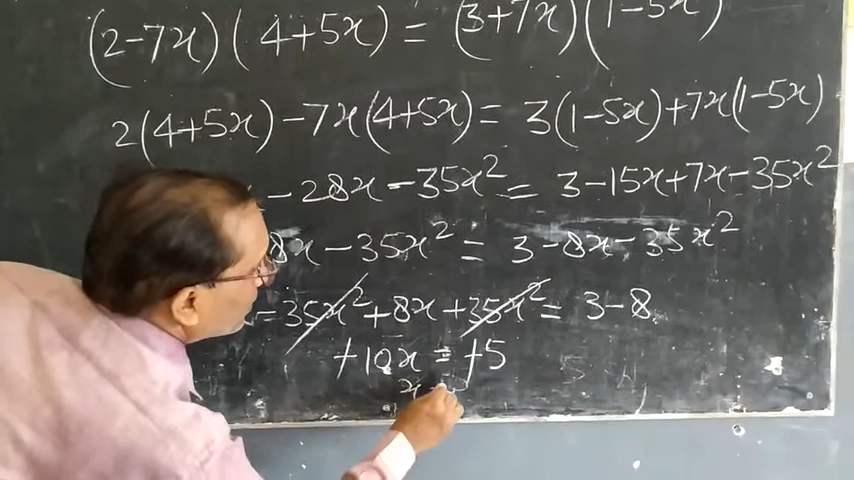 (2-7x)(4+5x) = (3+7x)(1-5x)
2(4+5x)-7x(4+5x)= 3(1-5x)+7x(1-5x)
-28x-35x² = 3-15x+7x-35x²
8x-35x² = 3-8x-35x²
-35x²+8x+35x² = 3-8
+10x = +5
x